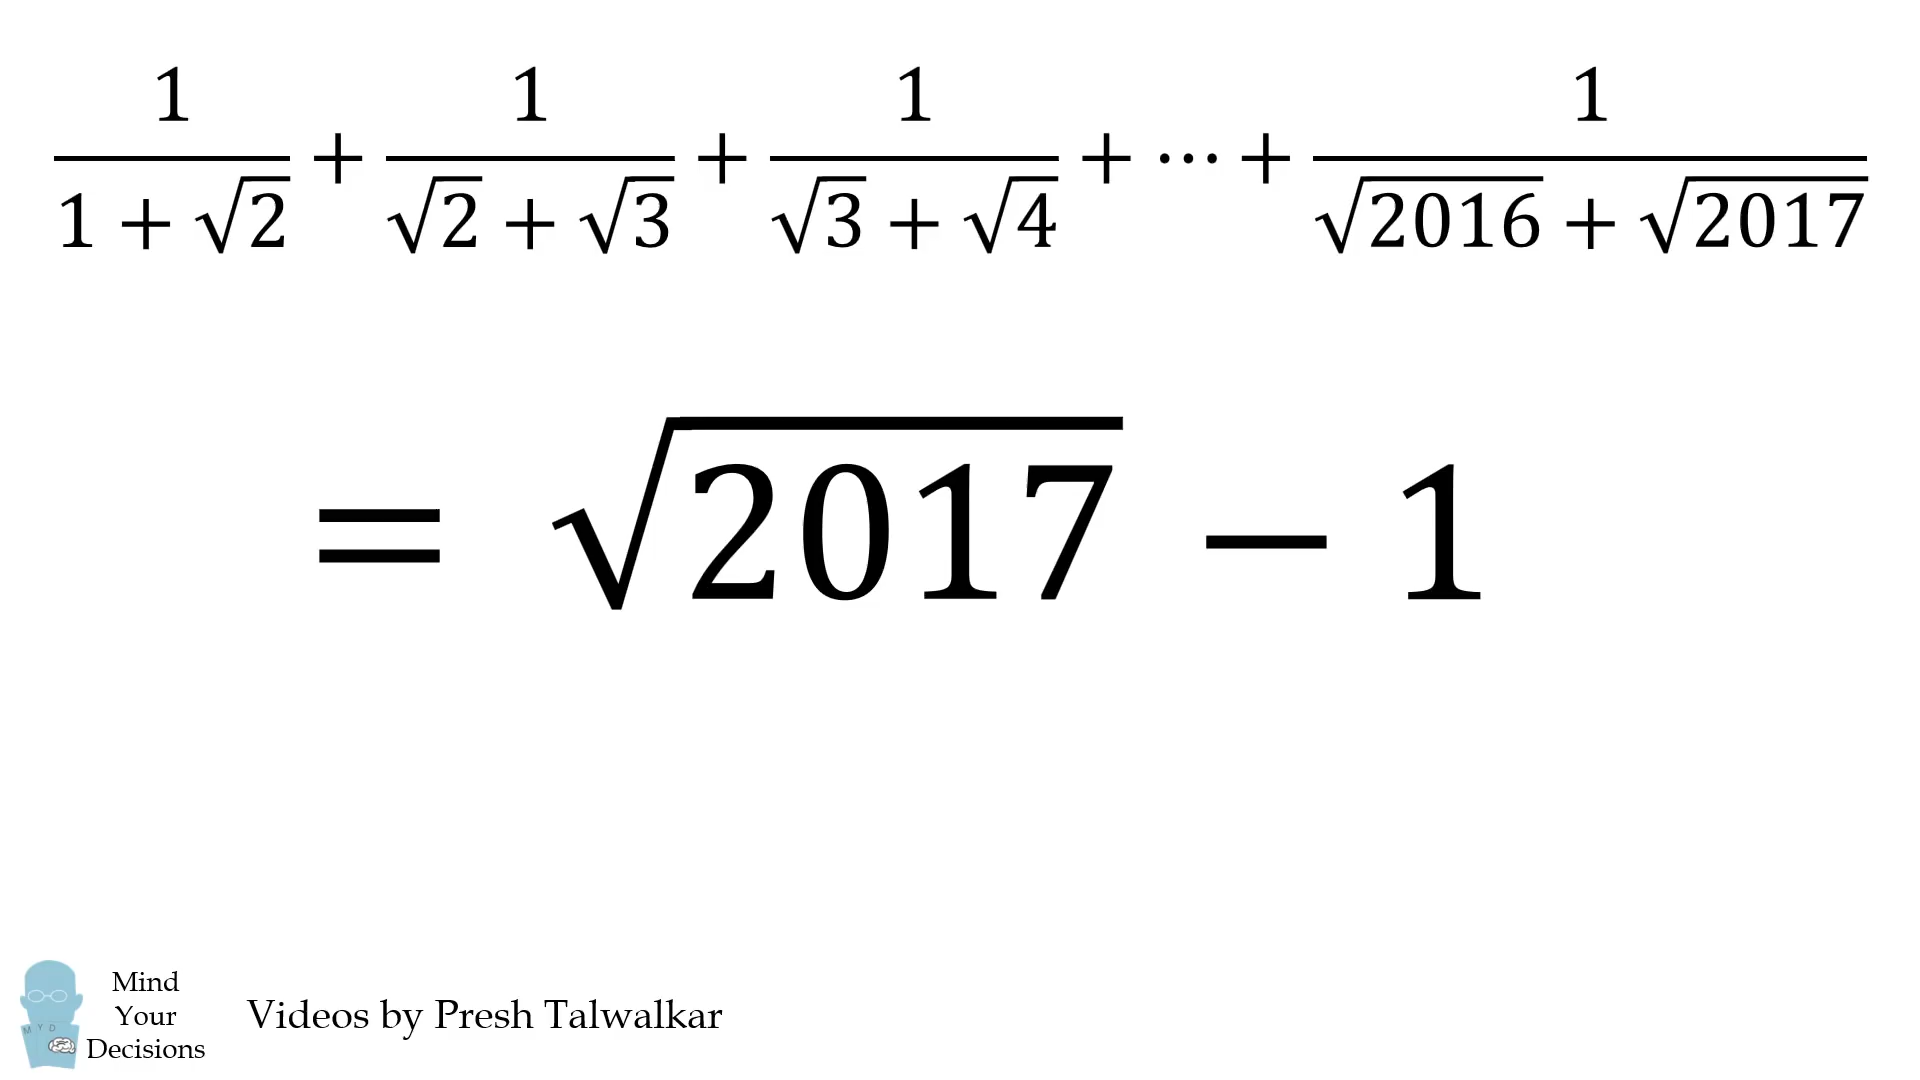 1/(1 + √2) + 1/(√2 + √3) + 1/(√3 + √4) + ⋯ + 1/(√2016 + √2017)
= √2017 − 1
M Y D
Mind
Your
Decisions
Videos by Presh Talwalkar